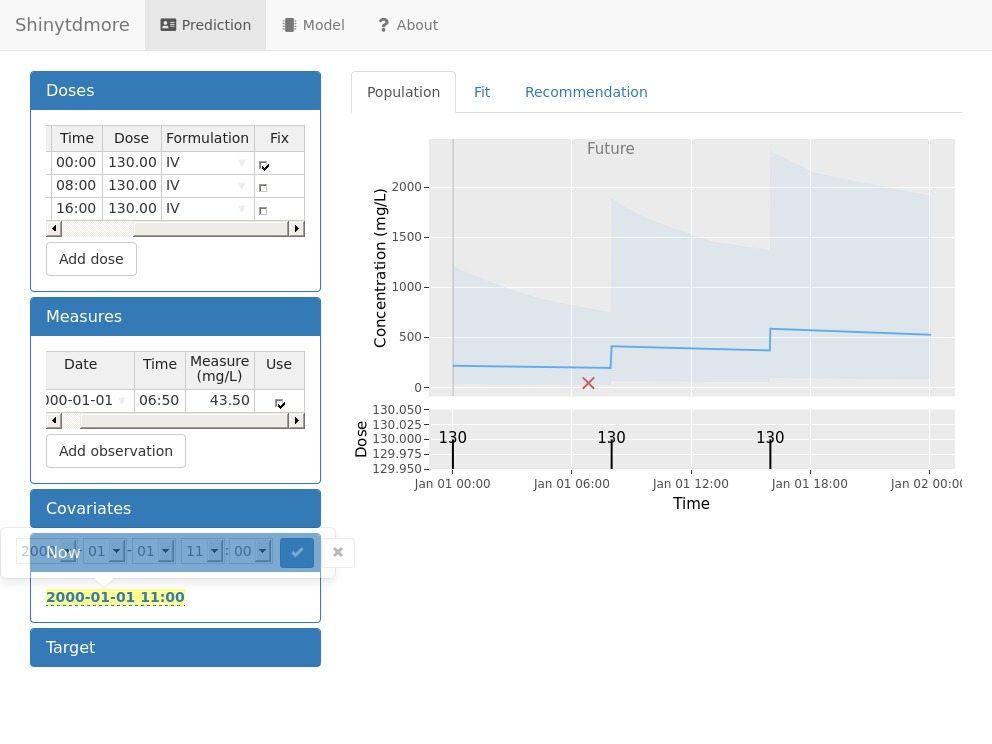 Shinytdmore Prediction Model ? About
Doses
Time Dose Formulation Fix
00:00 130.00 IV
08:00 130.00 IV
16:00 130.00 IV
Add dose
Measures
Date Time Measure (mg/L) Use
000-01-01 06:50 43.50
Add observation
Covariates
Now
2000 - 01 - 01 11 : 00
2000-01-01 11:00
Target
Population Fit Recommendation
Future
Concentration (mg/L)
2000
1500
1000
500
0
Dose
130.050
130.025
130.000
129.975
129.950
130 130 130
Jan 01 00:00 Jan 01 06:00 Jan 01 12:00 Jan 01 18:00 Jan 02 00:00
Time